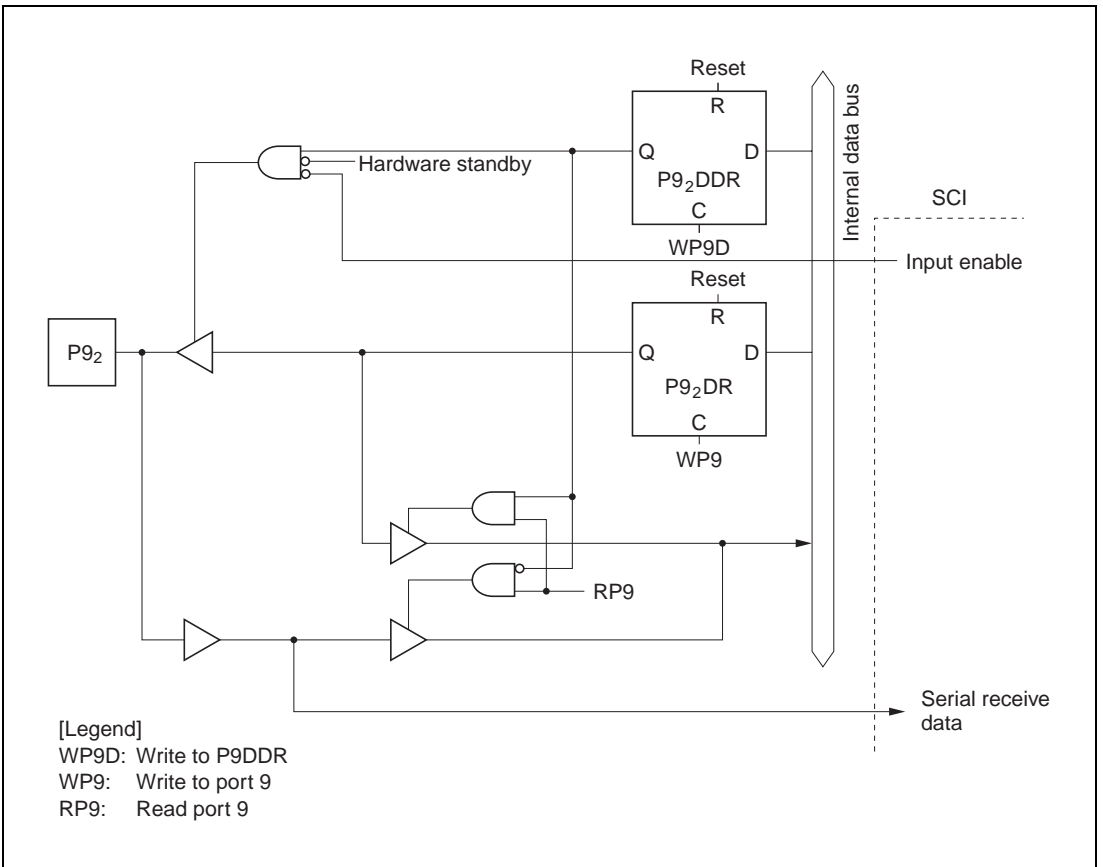 Reset
R
Hardware standby
Q
D
P9₂DDR
C
WP9D
Internal data bus
SCI
Input enable
Reset
R
P9₂
Q
D
P9₂DR
C
WP9
RP9
Serial receive
data
[Legend]
WP9D: Write to P9DDR
WP9: Write to port 9
RP9: Read port 9